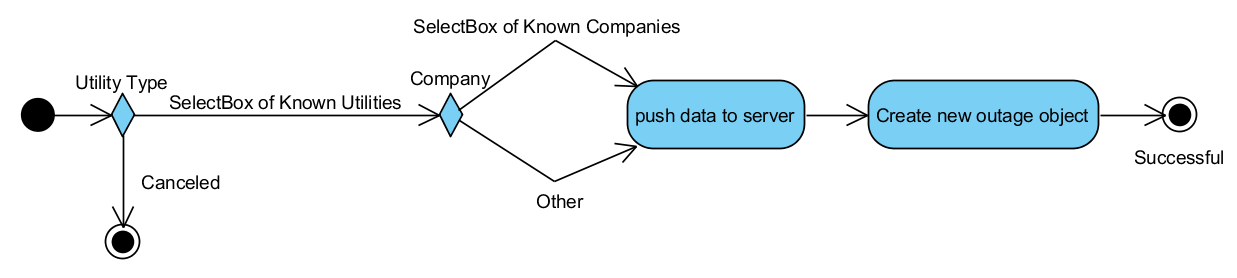 SelectBox of Known Companies
Utility Type
Company
SelectBox of Known Utilities
push data to server
Create new outage object
Successful
Canceled
Other